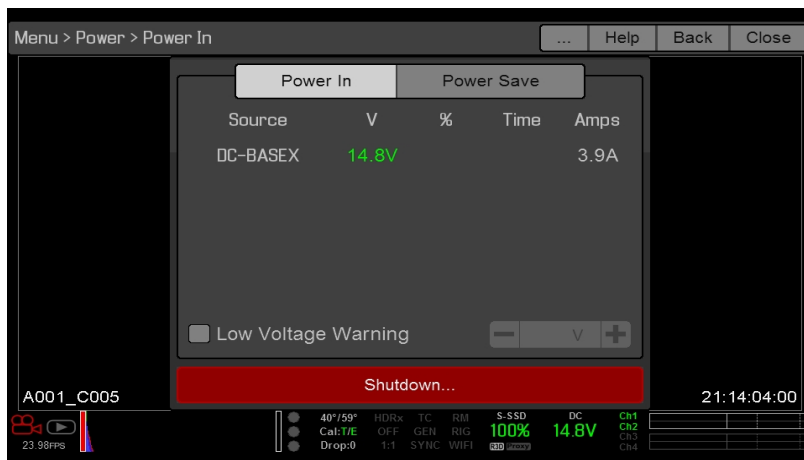 Menu > Power > Power In ... Help Back Close
Power In Power Save
Source V % Time Amps
DC-BASEX 14.8V 3.9A
Low Voltage Warning V
Shutdown...
A001_C005 21:14:04:00
40°/59° HDRx TC RM S-SSD DC Ch1
Cal:T/E OFF GEN RIG 100% 14.8V Ch2
Ch3
23.98FPS Drop:0 1:1 SYNC WIFI R3D Proxy Ch4